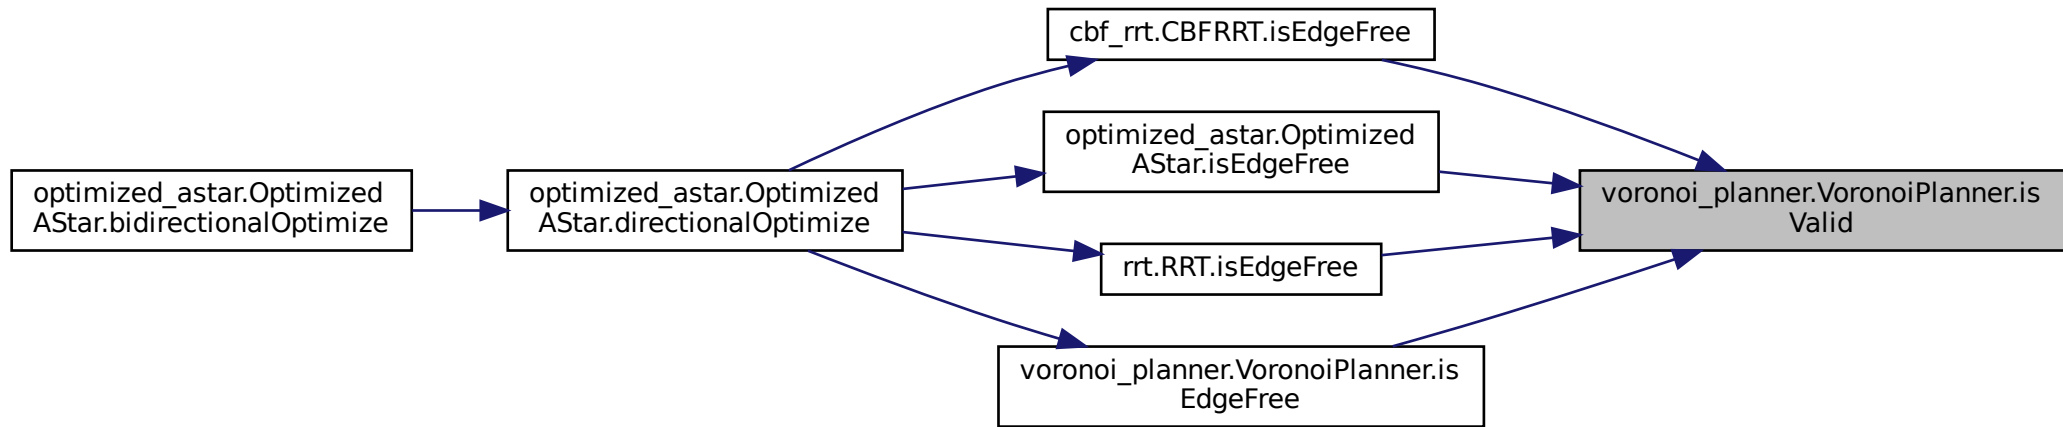 cbf_rrt.CBFRRT.isEdgeFree
optimized_astar.Optimized
AStar.isEdgeFree
optimized_astar.Optimized
AStar.bidirectionalOptimize
optimized_astar.Optimized
AStar.directionalOptimize
voronoi_planner.VoronoiPlanner.is
Valid
rrt.RRT.isEdgeFree
voronoi_planner.VoronoiPlanner.is
EdgeFree